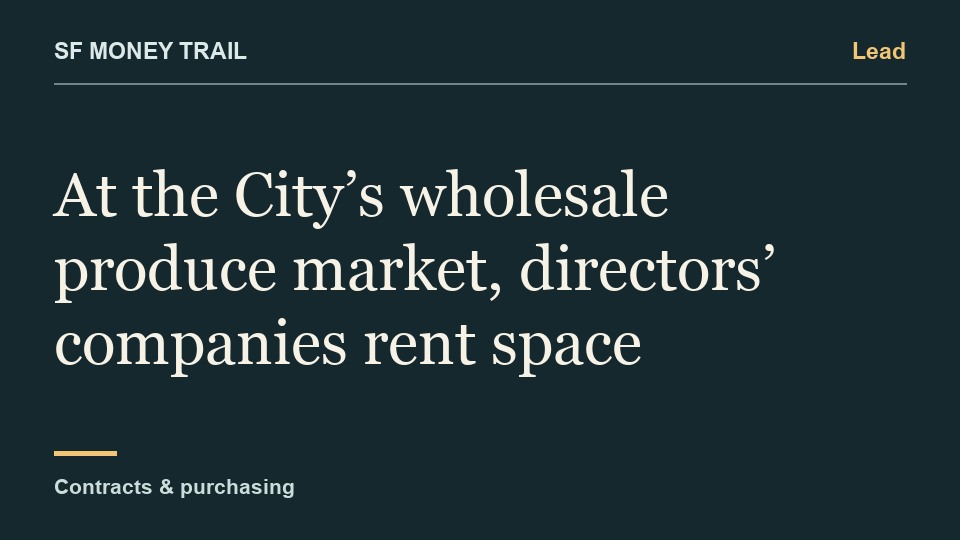 SF MONEY TRAIL
Lead
At the City’s wholesale
produce market, directors’
companies rent space
Contracts & purchasing